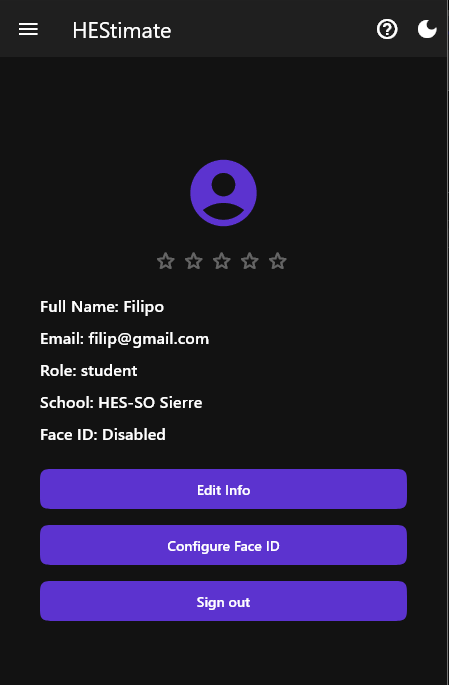 HEStimate
Full Name: Filipo
Email: filip@gmail.com
Role: student
School: HES-SO Sierre
Face ID: Disabled
Edit Info
Configure Face ID
Sign out